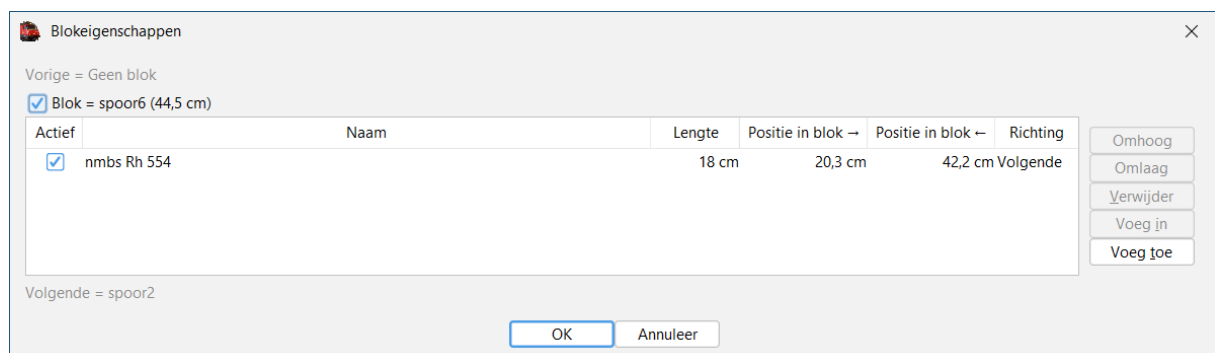 Blokeigenschappen
Vorige = Geen blok
Blok = spoor6 (44,5 cm)
Actief Naam Lengte Positie in blok → Positie in blok ← Richting
nmbs Rh 554 18 cm 20,3 cm 42,2 cm Volgende
Omhoog
Omlaag
Verwijder
Voeg in
Voeg toe
Volgende = spoor2
OK Annuleer